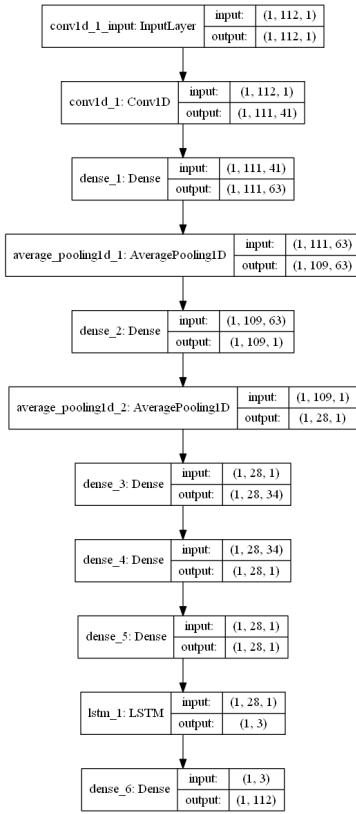 conv1d_1_input: InputLayer input: (1, 112, 1)
output: (1, 112, 1)
conv1d_1: Conv1D input: (1, 112, 1)
output: (1, 111, 41)
dense_1: Dense input: (1, 111, 41)
output: (1, 111, 63)
average_pooling1d_1: AveragePooling1D input: (1, 111, 63)
output: (1, 109, 63)
dense_2: Dense input: (1, 109, 63)
output: (1, 109, 1)
average_pooling1d_2: AveragePooling1D input: (1, 109, 1)
output: (1, 28, 1)
dense_3: Dense input: (1, 28, 1)
output: (1, 28, 34)
dense_4: Dense input: (1, 28, 34)
output: (1, 28, 1)
dense_5: Dense input: (1, 28, 1)
output: (1, 28, 1)
lstm_1: LSTM input: (1, 28, 1)
output: (1, 3)
dense_6: Dense input: (1, 3)
output: (1, 112)